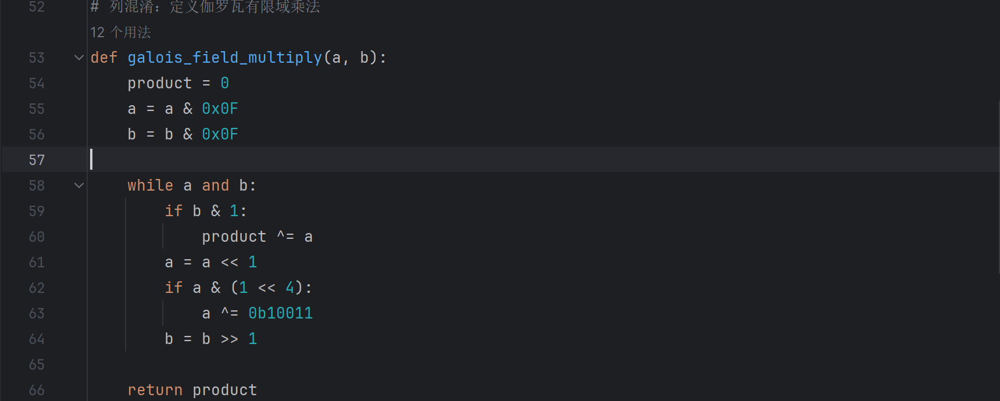 52 # 列混淆：定义伽罗瓦有限域乘法
12 个用法
53 def galois_field_multiply(a, b):
54     product = 0
55     a = a & 0x0F
56     b = b & 0x0F
57
58     while a and b:
59         if b & 1:
60             product ^= a
61         a = a << 1
62         if a & (1 << 4):
63             a ^= 0b10011
64         b = b >> 1
65
66     return product